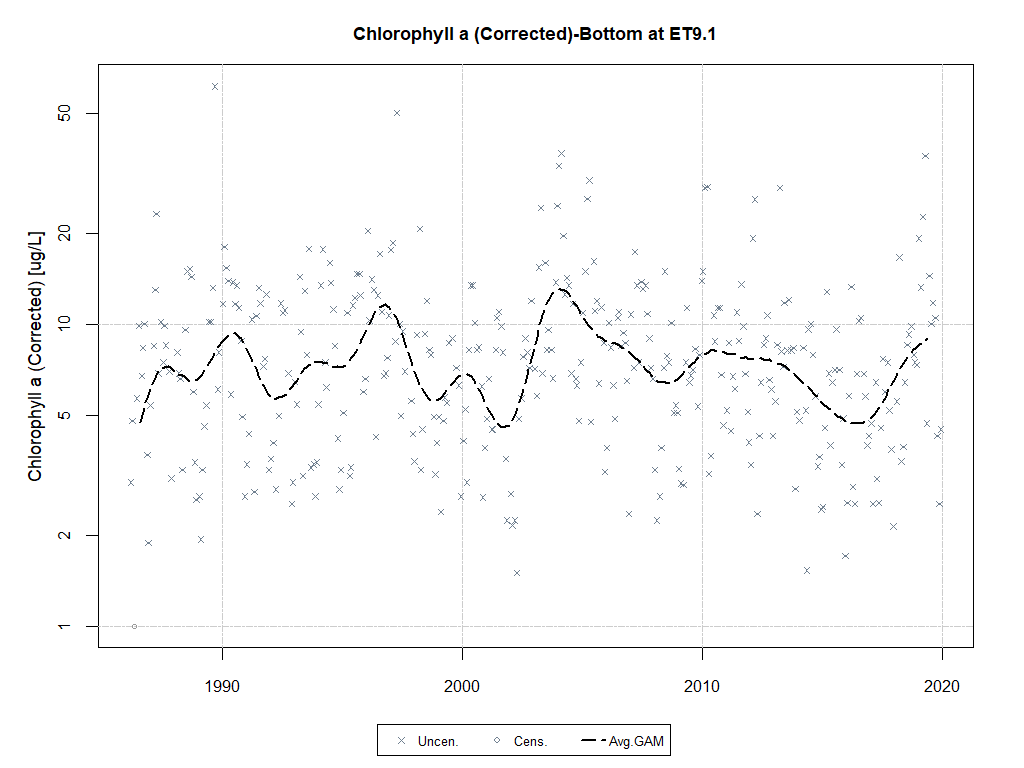 Chlorophyll a (Corrected)-Bottom at ET9.1
Chlorophyll a (Corrected) [ug/L]
50
20
10
5
2
1
1990 2000 2010 2020
Uncen. Cens. Avg.GAM